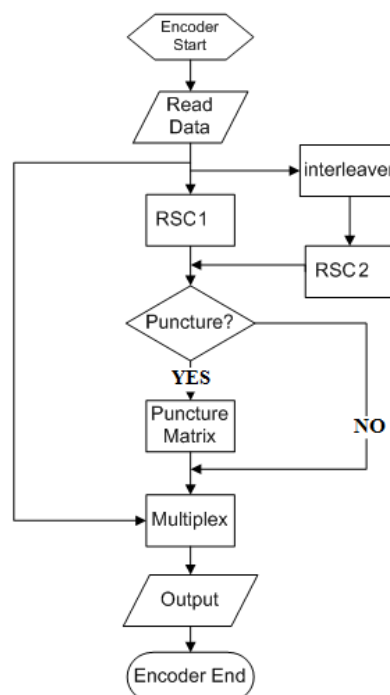 Encoder
Start
Read
Data
interleaver
RSC1
RSC2
Puncture?
YES
NO
Puncture
Matrix
Multiplex
Output
Encoder End